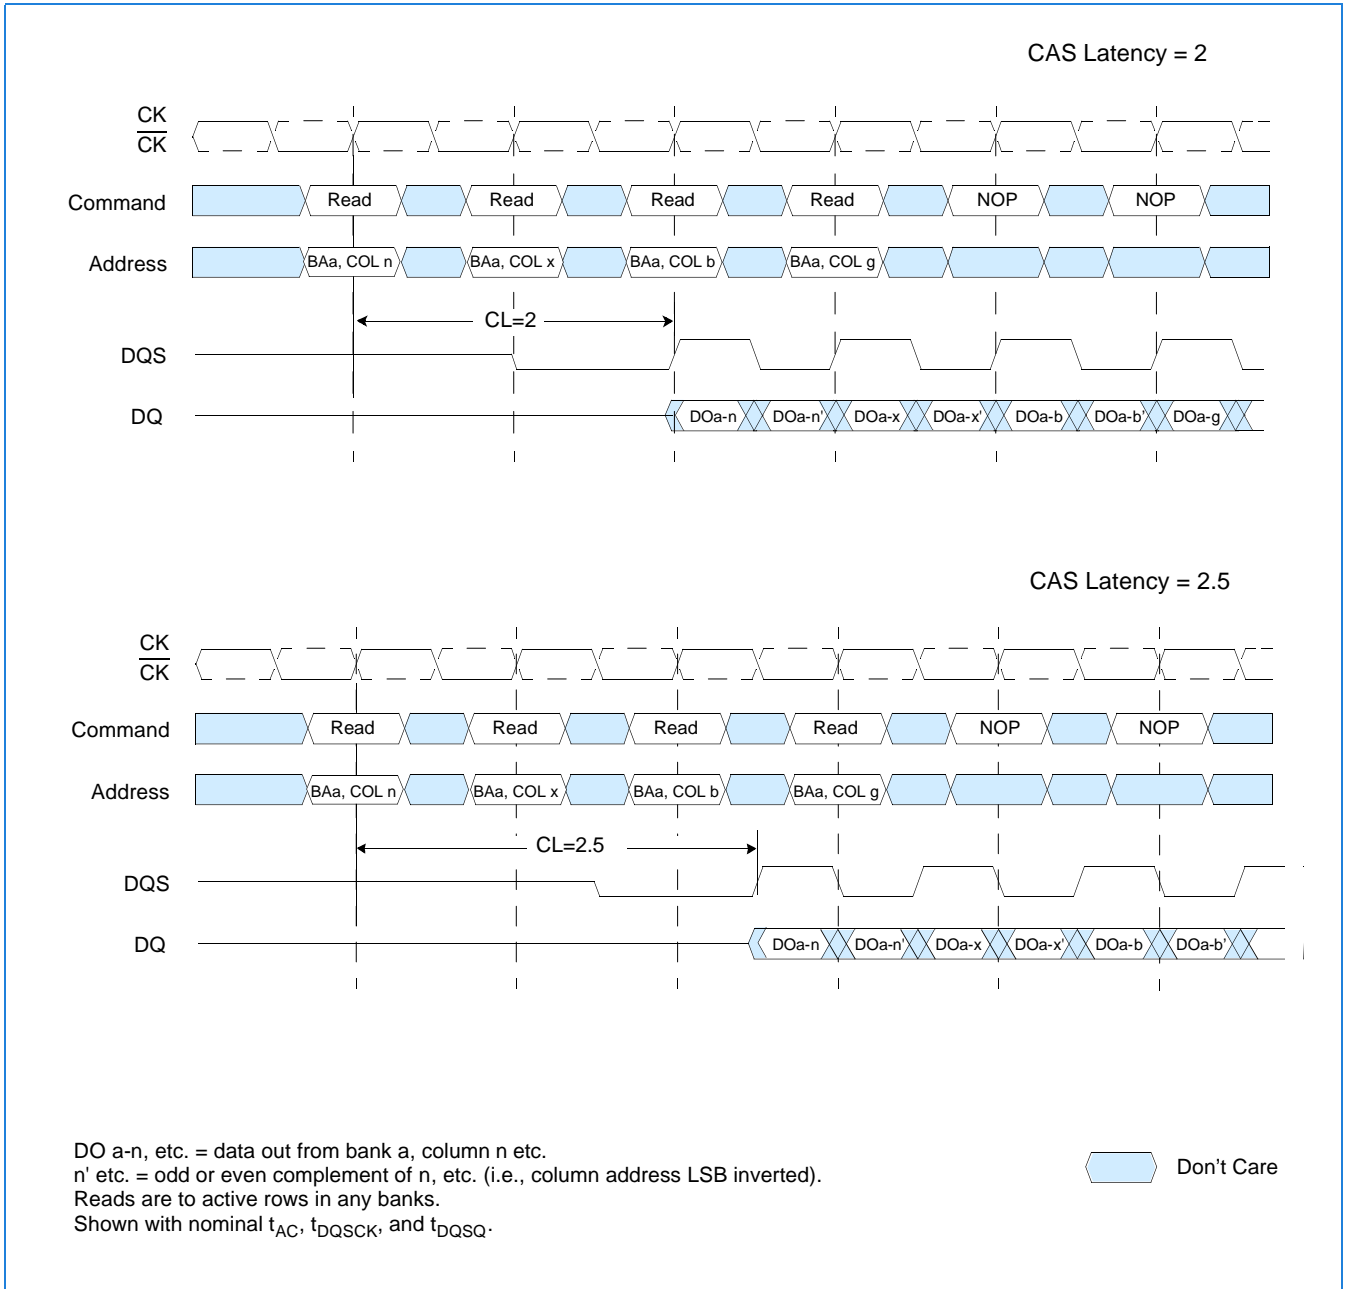 CAS Latency = 2
CK
CK
Command Read Read Read Read NOP NOP
Address BAa, COL n BAa, COL x BAa, COL b BAa, COL g
CL=2
DQS
DQ DOa-n DOa-n' DOa-x DOa-x' DOa-b DOa-b' DOa-g
CAS Latency = 2.5
CK
CK
Command Read Read Read Read NOP NOP
Address BAa, COL n BAa, COL x BAa, COL b BAa, COL g
CL=2.5
DQS
DQ DOa-n DOa-n' DOa-x DOa-x' DOa-b DOa-b'
DO a-n, etc. = data out from bank a, column n etc.
n' etc. = odd or even complement of n, etc. (i.e., column address LSB inverted).
Reads are to active rows in any banks.
Shown with nominal tAC, tDQSCK, and tDQSQ.
Don't Care